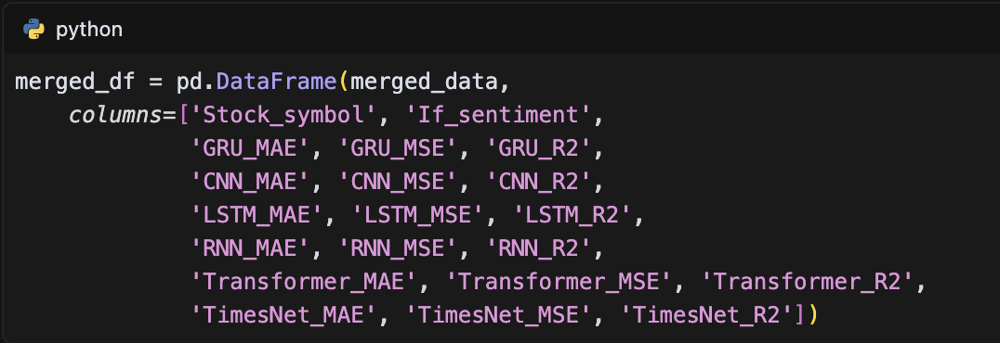 python
merged_df = pd.DataFrame(merged_data,
    columns=['Stock_symbol', 'If_sentiment',
             'GRU_MAE', 'GRU_MSE', 'GRU_R2',
             'CNN_MAE', 'CNN_MSE', 'CNN_R2',
             'LSTM_MAE', 'LSTM_MSE', 'LSTM_R2',
             'RNN_MAE', 'RNN_MSE', 'RNN_R2',
             'Transformer_MAE', 'Transformer_MSE', 'Transformer_R2',
             'TimesNet_MAE', 'TimesNet_MSE', 'TimesNet_R2'])